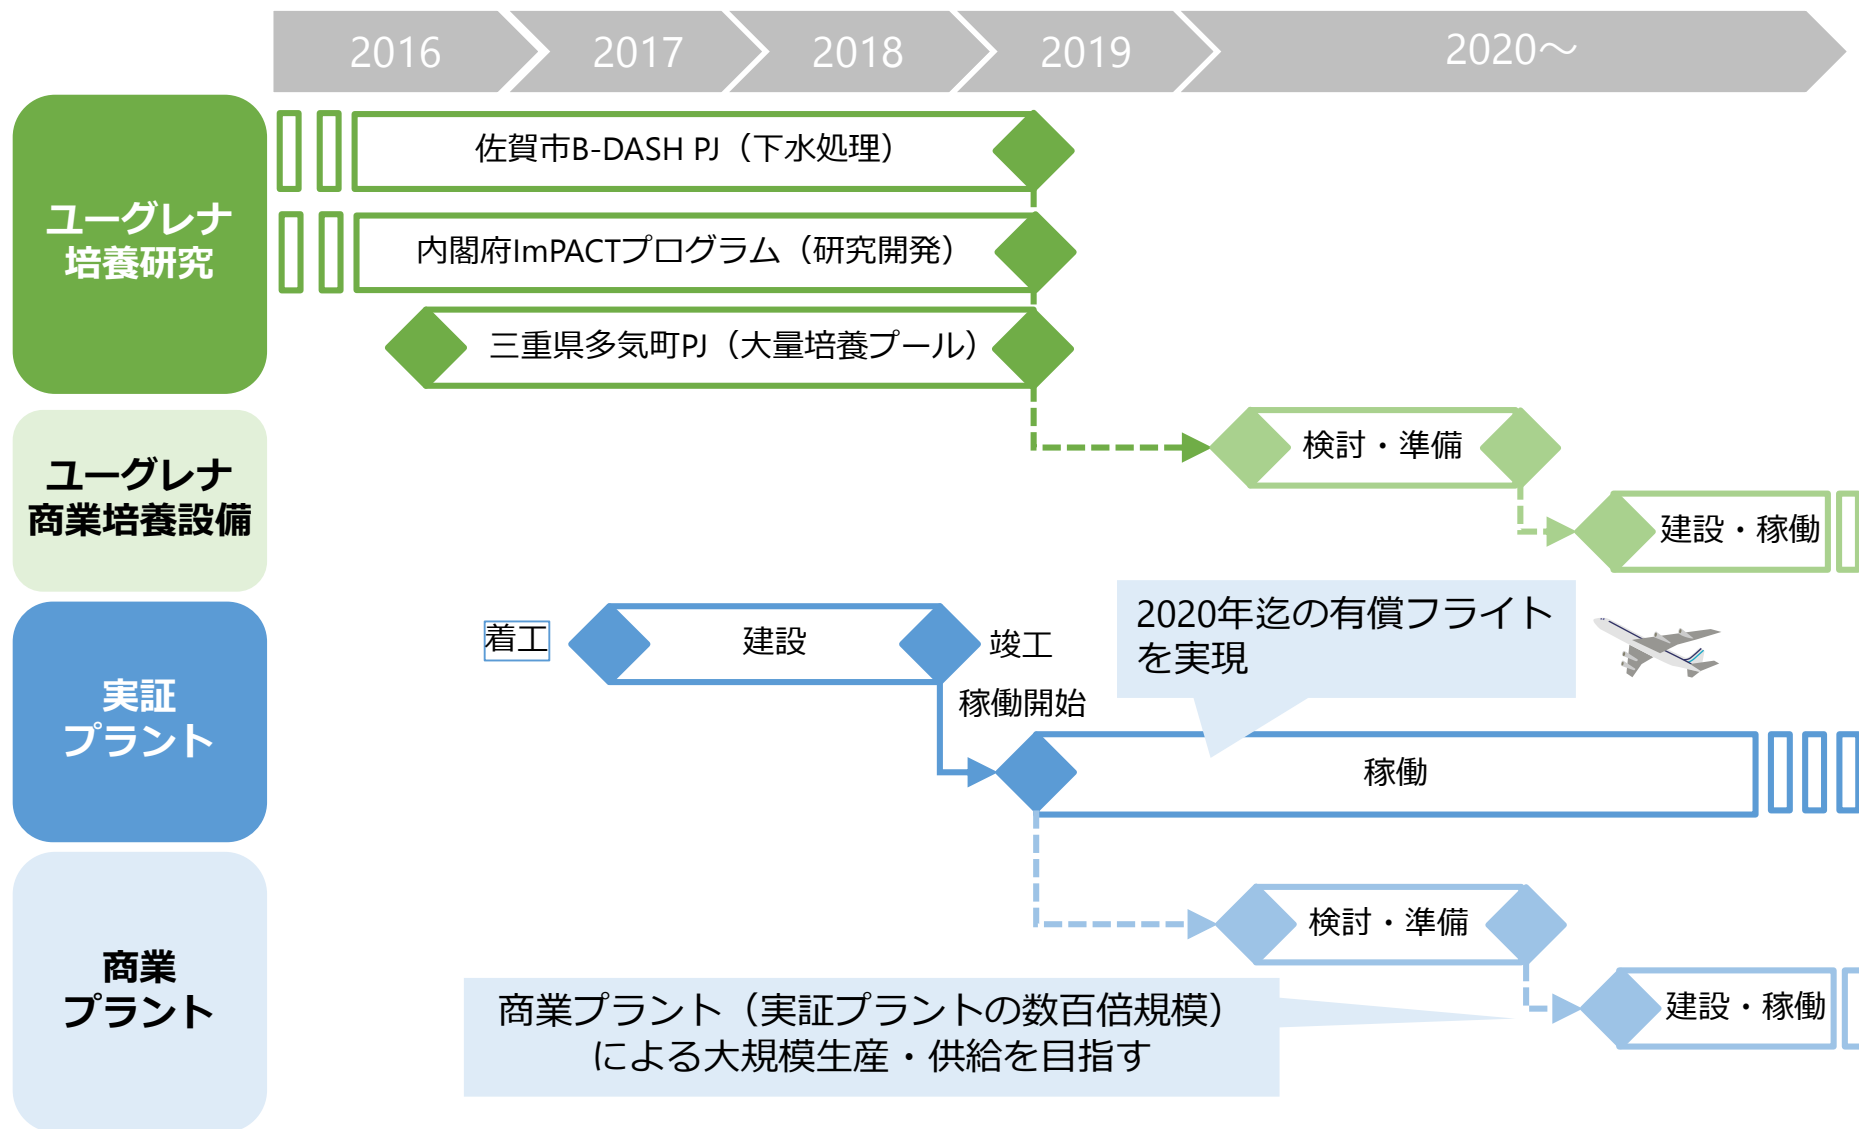 2016
2017
2018
2019
2020～
ユーグレナ
培養研究
佐賀市B-DASH PJ（下水処理）
内閣府ImPACTプログラム（研究開発）
三重県多気町PJ（大量培養プール）
ユーグレナ
商業培養設備
検討・準備
建設・稼働
実証
プラント
着工
建設
竣工
稼働開始
2020年迄の有償フライト
を実現
稼働
商業
プラント
検討・準備
建設・稼働
商業プラント（実証プラントの数百倍規模）
による大規模生産・供給を目指す